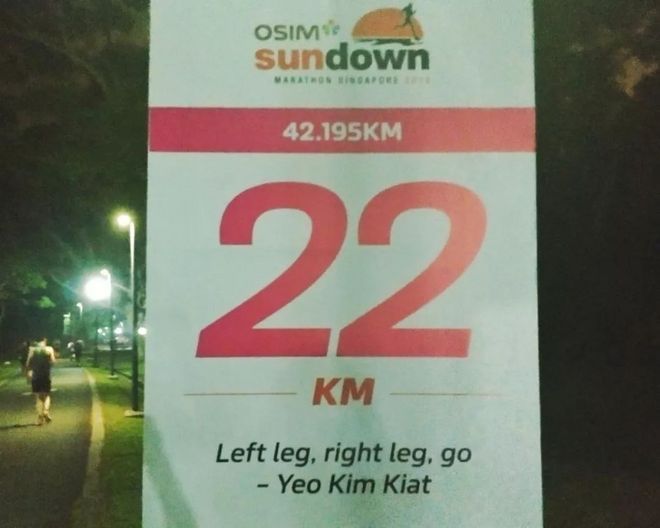 OSIM
sundown
MARATHON SINGAPORE
42.195KM
22
KM
Left leg, right leg, go
– Yeo Kim Kiat